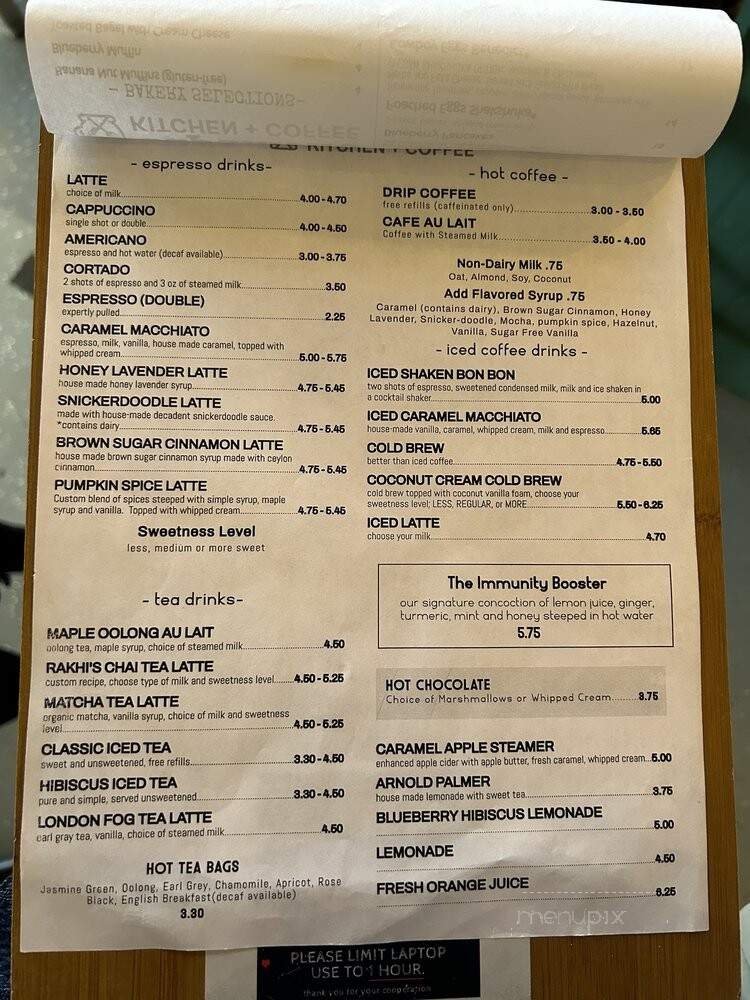 KITCHEN + COFFEE
- BAKERY SELECTIONS-
Banana Nut Muffins (gluten-free)
Blueberry Muffin
Toasted Bagel with Cream Cheese
Blueberry Pancakes
Poached Eggs Shakshuka
Cowboy Eggs Benedict
KITCHEN + COFFEE
- espresso drinks-
LATTE
choice of milk 4.00 - 4.70
CAPPUCCINO
single shot or double 4.00 - 4.50
AMERICANO
espresso and hot water (decaf available) 3.00 - 3.75
CORTADO
2 shots of espresso and 3 oz of steamed milk 3.50
ESPRESSO (DOUBLE)
expertly pulled 2.25
CARAMEL MACCHIATO
espresso, milk, vanilla, house made caramel, topped with
whipped cream 5.00 - 5.75
HONEY LAVENDER LATTE
house made honey lavender syrup 4.75 - 5.45
SNICKERDOODLE LATTE
made with house-made decadent snickerdoodle sauce.
*contains dairy 4.75 - 5.45
BROWN SUGAR CINNAMON LATTE
house made brown sugar cinnamon syrup made with ceylon
cinnamon 4.75 - 5.45
PUMPKIN SPICE LATTE
Custom blend of spices steeped with simple syrup, maple
syrup and vanilla. Topped with whipped cream 4.75 - 5.45
Sweetness Level
less, medium or more sweet
- tea drinks-
MAPLE OOLONG AU LAIT
oolong tea, maple syrup, choice of steamed milk 4.50
RAKHI'S CHAI TEA LATTE
custom recipe, choose type of milk and sweetness level 4.50 - 5.25
MATCHA TEA LATTE
organic matcha, vanilla syrup, choice of milk and sweetness
level 4.50 - 5.25
CLASSIC ICED TEA
sweet and unsweetened, free refills 3.30 - 4.50
HIBISCUS ICED TEA
pure and simple, served unsweetened 3.30 - 4.50
LONDON FOG TEA LATTE
earl gray tea, vanilla, choice of steamed milk 4.50
HOT TEA BAGS
Jasmine Green, Oolong, Earl Grey, Chamomile, Apricot, Rose
Black, English Breakfast(decaf available)
3.30
- hot coffee -
DRIP COFFEE
free refills (caffeinated only) 3.00 - 3.50
CAFE AU LAIT
Coffee with Steamed Milk 3.50 - 4.00
Non-Dairy Milk .75
Oat, Almond, Soy, Coconut
Add Flavored Syrup .75
Caramel (contains dairy), Brown Sugar Cinnamon, Honey
Lavender, Snicker-doodle, Mocha, pumpkin spice, Hazelnut,
Vanilla, Sugar Free Vanilla
- iced coffee drinks -
ICED SHAKEN BON BON
two shots of espresso, sweetened condensed milk, milk and ice shaken in
a cocktail shaker 5.00
ICED CARAMEL MACCHIATO
house-made vanilla, caramel, whipped cream, milk and espresso 5.65
COLD BREW
better than iced coffee 4.75 - 5.50
COCONUT CREAM COLD BREW
cold brew topped with coconut vanilla foam, choose your
sweetness level; LESS, REGULAR, or MORE 5.50 - 6.25
ICED LATTE
choose your milk 4.70
The Immunity Booster
our signature concoction of lemon juice, ginger,
turmeric, mint and honey steeped in hot water
5.75
HOT CHOCOLATE
Choice of Marshmallows or Whipped Cream 3.75
CARAMEL APPLE STEAMER
enhanced apple cider with apple butter, fresh caramel, whipped cream 5.00
ARNOLD PALMER
house made lemonade with sweet tea 3.75
BLUEBERRY HIBISCUS LEMONADE
5.00
LEMONADE
4.50
FRESH ORANGE JUICE
6.25
menupix
PLEASE LIMIT LAPTOP
USE TO 1 HOUR.
thank you for your cooperation